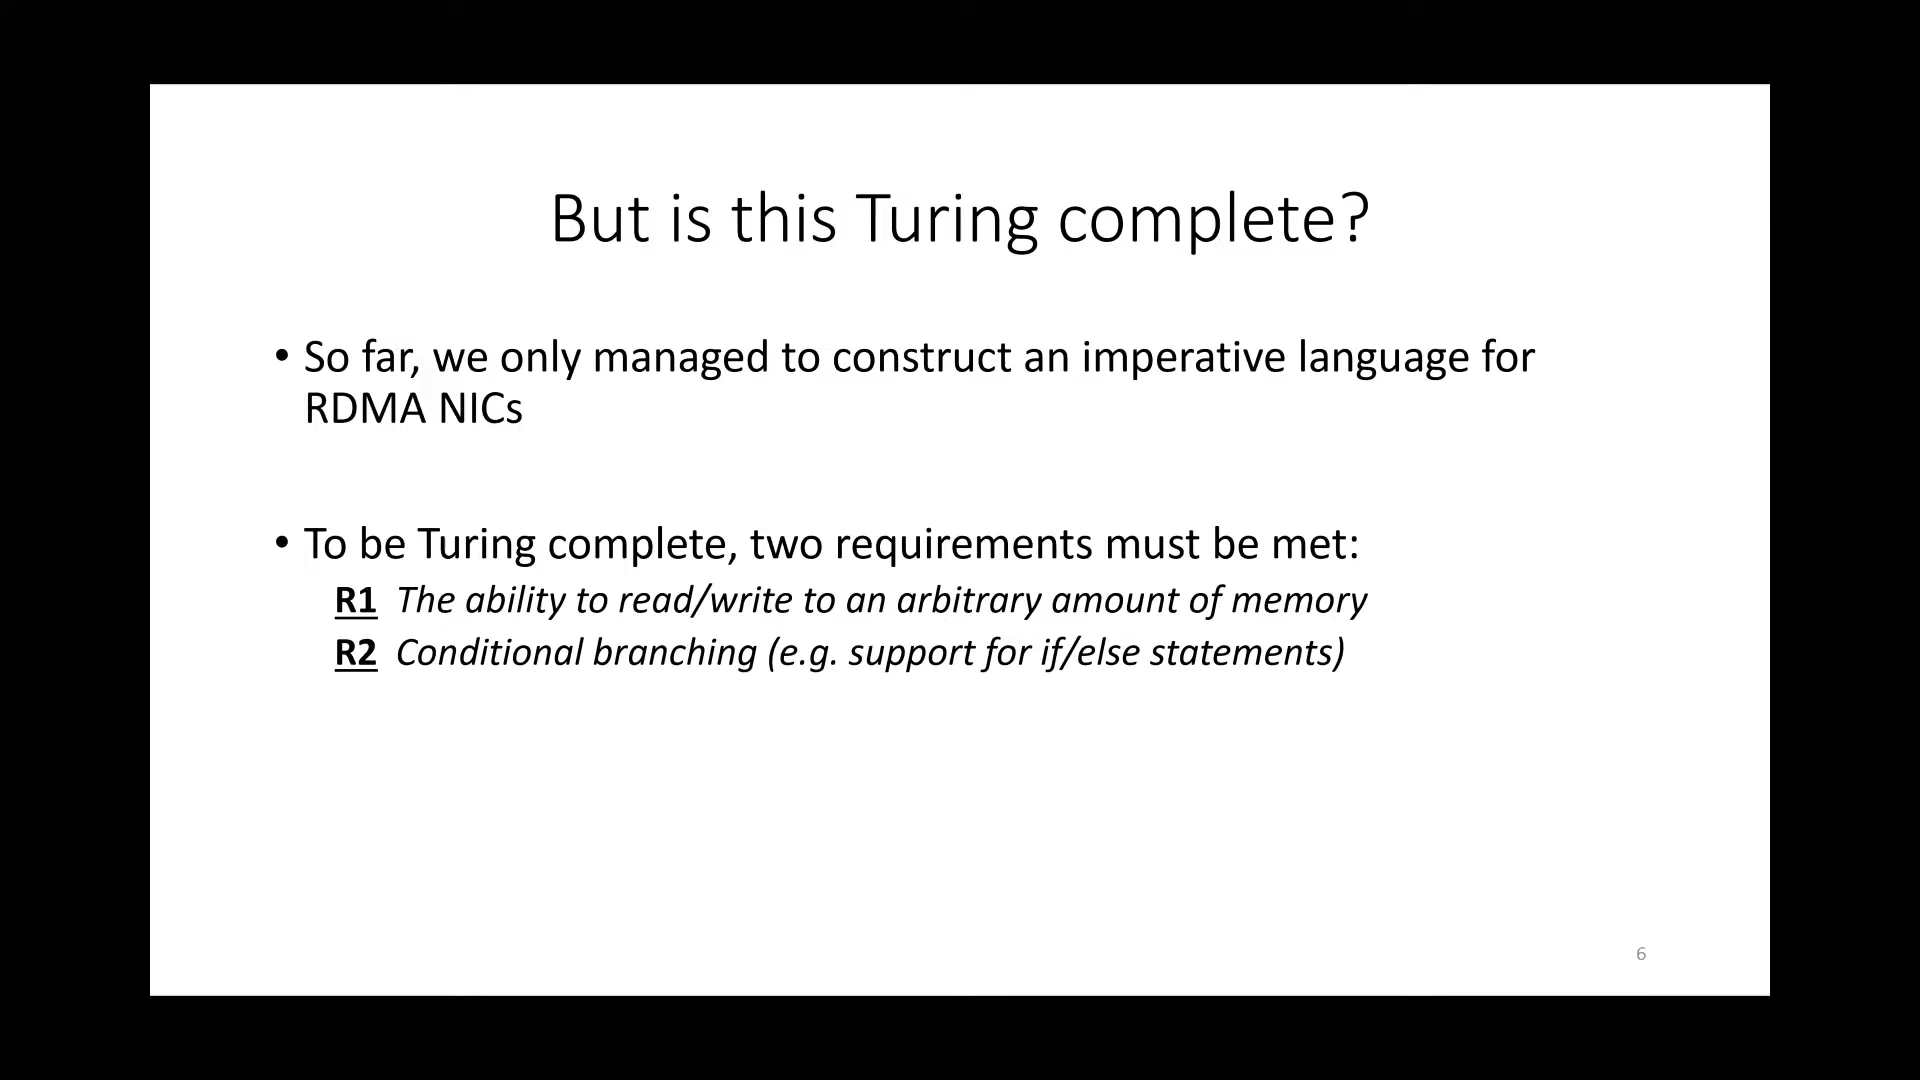 But is this Turing complete?
• So far, we only managed to construct an imperative language for
RDMA NICs
• To be Turing complete, two requirements must be met:
R1 The ability to read/write to an arbitrary amount of memory
R2 Conditional branching (e.g. support for if/else statements)
6